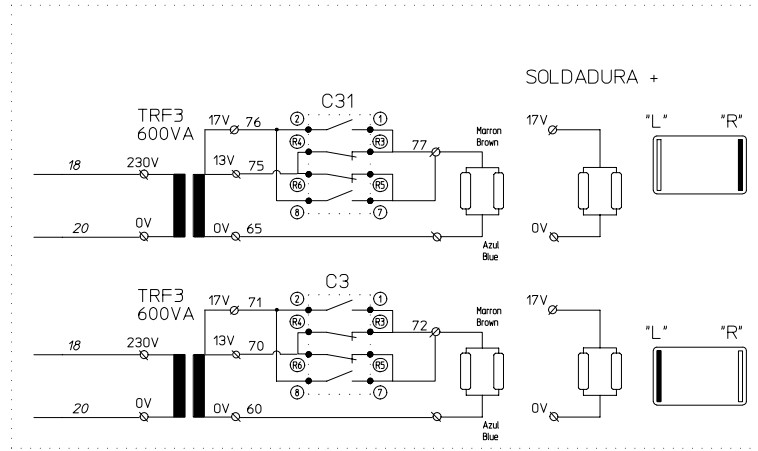 SOLDADURA +
C31
TRF3
600VA
17V 76
2 1
"L" "R"
17V
R4 R3
77
Marron
Brown
18 230V 13V 75
R6 R5
8 7
20 0V 0V 65
0V
Azul
Blue
C3
TRF3
600VA
17V 71
2 1
17V
R4 R3
72
Marron
Brown
"L" "R"
18 230V 13V 70
R6 R5
8 7
20 0V 0V 60
0V
Azul
Blue